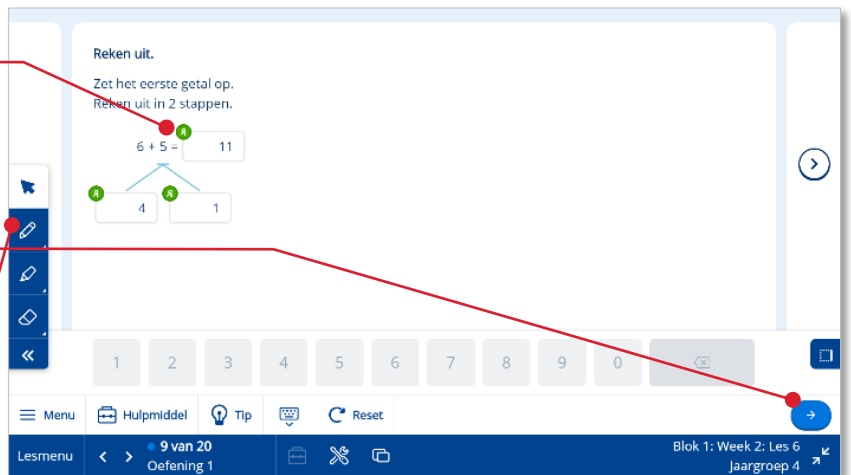 Reken uit.
Zet het eerste getal op.
Reken uit in 2 stappen.
6 + 5 = 11
4 1
1 2 3 4 5 6 7 8 9 0
Menu Hulpmiddel Tip Reset
Lesmenu 9 van 20 Blok 1: Week 2: Les 6
Oefening 1 Jaargroep 4